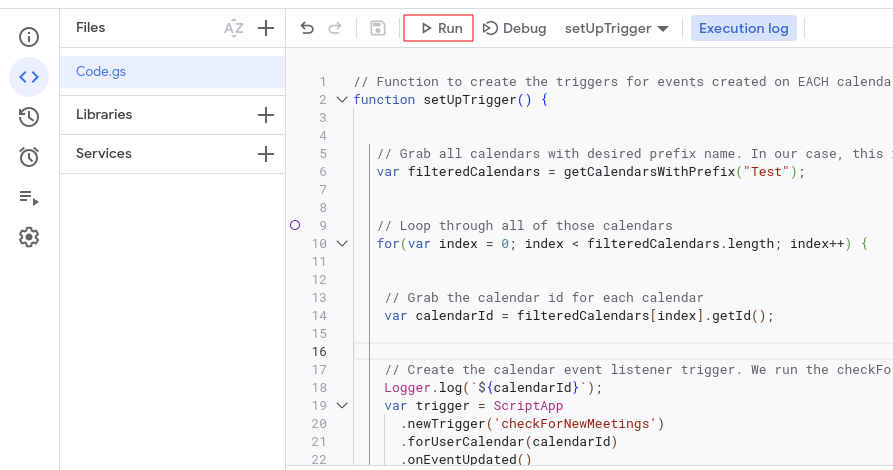 Files
Code.gs
Libraries
Services
Run
Debug
setUpTrigger
Execution log
1 // Function to create the triggers for events created on EACH calenda
2 function setUpTrigger() {
3
4
5 // Grab all calendars with desired prefix name. In our case, this
6 var filteredCalendars = getCalendarsWithPrefix("Test");
7
8
9 // Loop through all of those calendars
10 for(var index = 0; index < filteredCalendars.length; index++) {
11
12
13 // Grab the calendar id for each calendar
14 var calendarId = filteredCalendars[index].getId();
15
16
17 // Create the calendar event listener trigger. We run the checkFo
18 Logger.log(`${calendarId}`);
19 var trigger = ScriptApp
20 .newTrigger('checkForNewMeetings')
21 .forUserCalendar(calendarId)
22 .onEventUpdated()